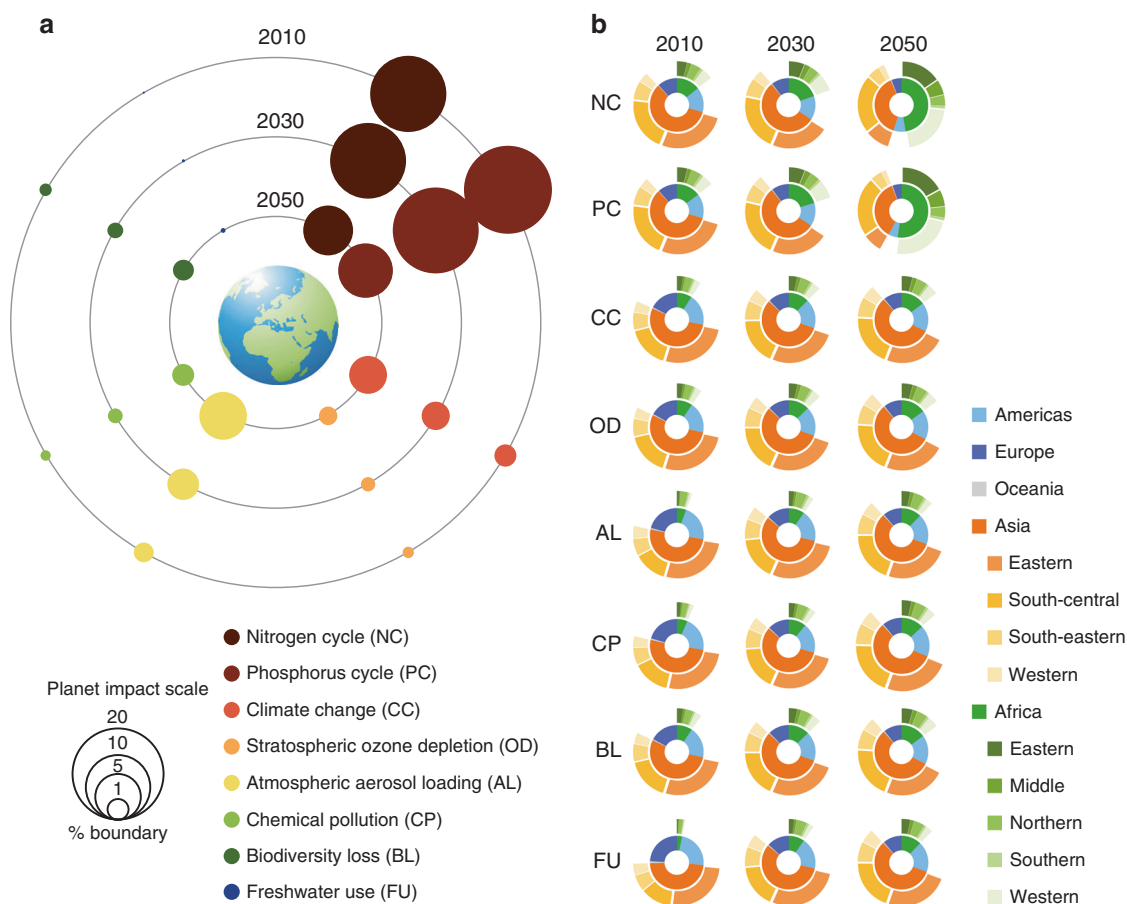 a
2010
2030
2050
Planet impact scale
20
10
5
1
% boundary
Nitrogen cycle (NC)
Phosphorus cycle (PC)
Climate change (CC)
Stratospheric ozone depletion (OD)
Atmospheric aerosol loading (AL)
Chemical pollution (CP)
Biodiversity loss (BL)
Freshwater use (FU)
b
2010 2030 2050
NC
PC
CC
OD
AL
CP
BL
FU
Americas
Europe
Oceania
Asia
Eastern
South-central
South-eastern
Western
Africa
Eastern
Middle
Northern
Southern
Western